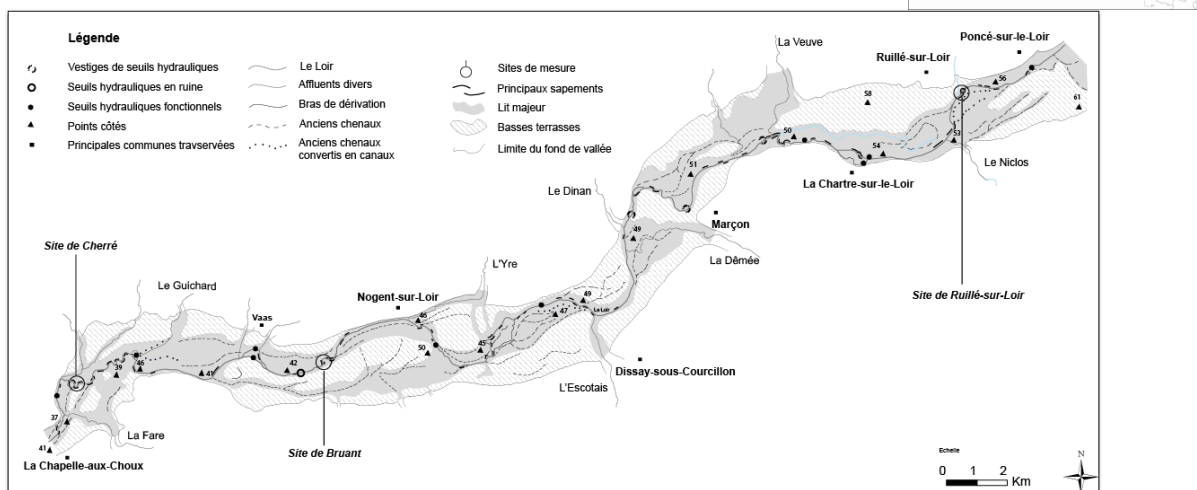 Légende
Vestiges de seuils hydrauliques
Seuils hydrauliques en ruine
Seuils hydrauliques fonctionnels
Points côtés
Principales communes travservées
Le Loir
Affluents divers
Bras de dérivation
Anciens chenaux
Anciens chenaux
convertis en canaux
Sites de mesure
Principaux sapements
Lit majeur
Basses terrasses
Limite du fond de vallée
La Veuve
Ruillé-sur-Loir
Poncé-sur-le-Loir
56
61
58
50
53
54
Le Niclos
La Chartre-sur-le-Loir
51
Le Dinan
Marçon
49
La Dêmée
Site de Cherré
L'Yre
Le Guichard
Nogent-sur-Loir
Site de Ruillé-sur-Loir
49
Vaas
46
47
Le Loir
45
50
39
46
42
41
Dissay-sous-Courcillon
L'Escotais
37
La Fare
41
Site de Bruant
La Chapelle-aux-Choux
Echelle
0 1 2
Km
N